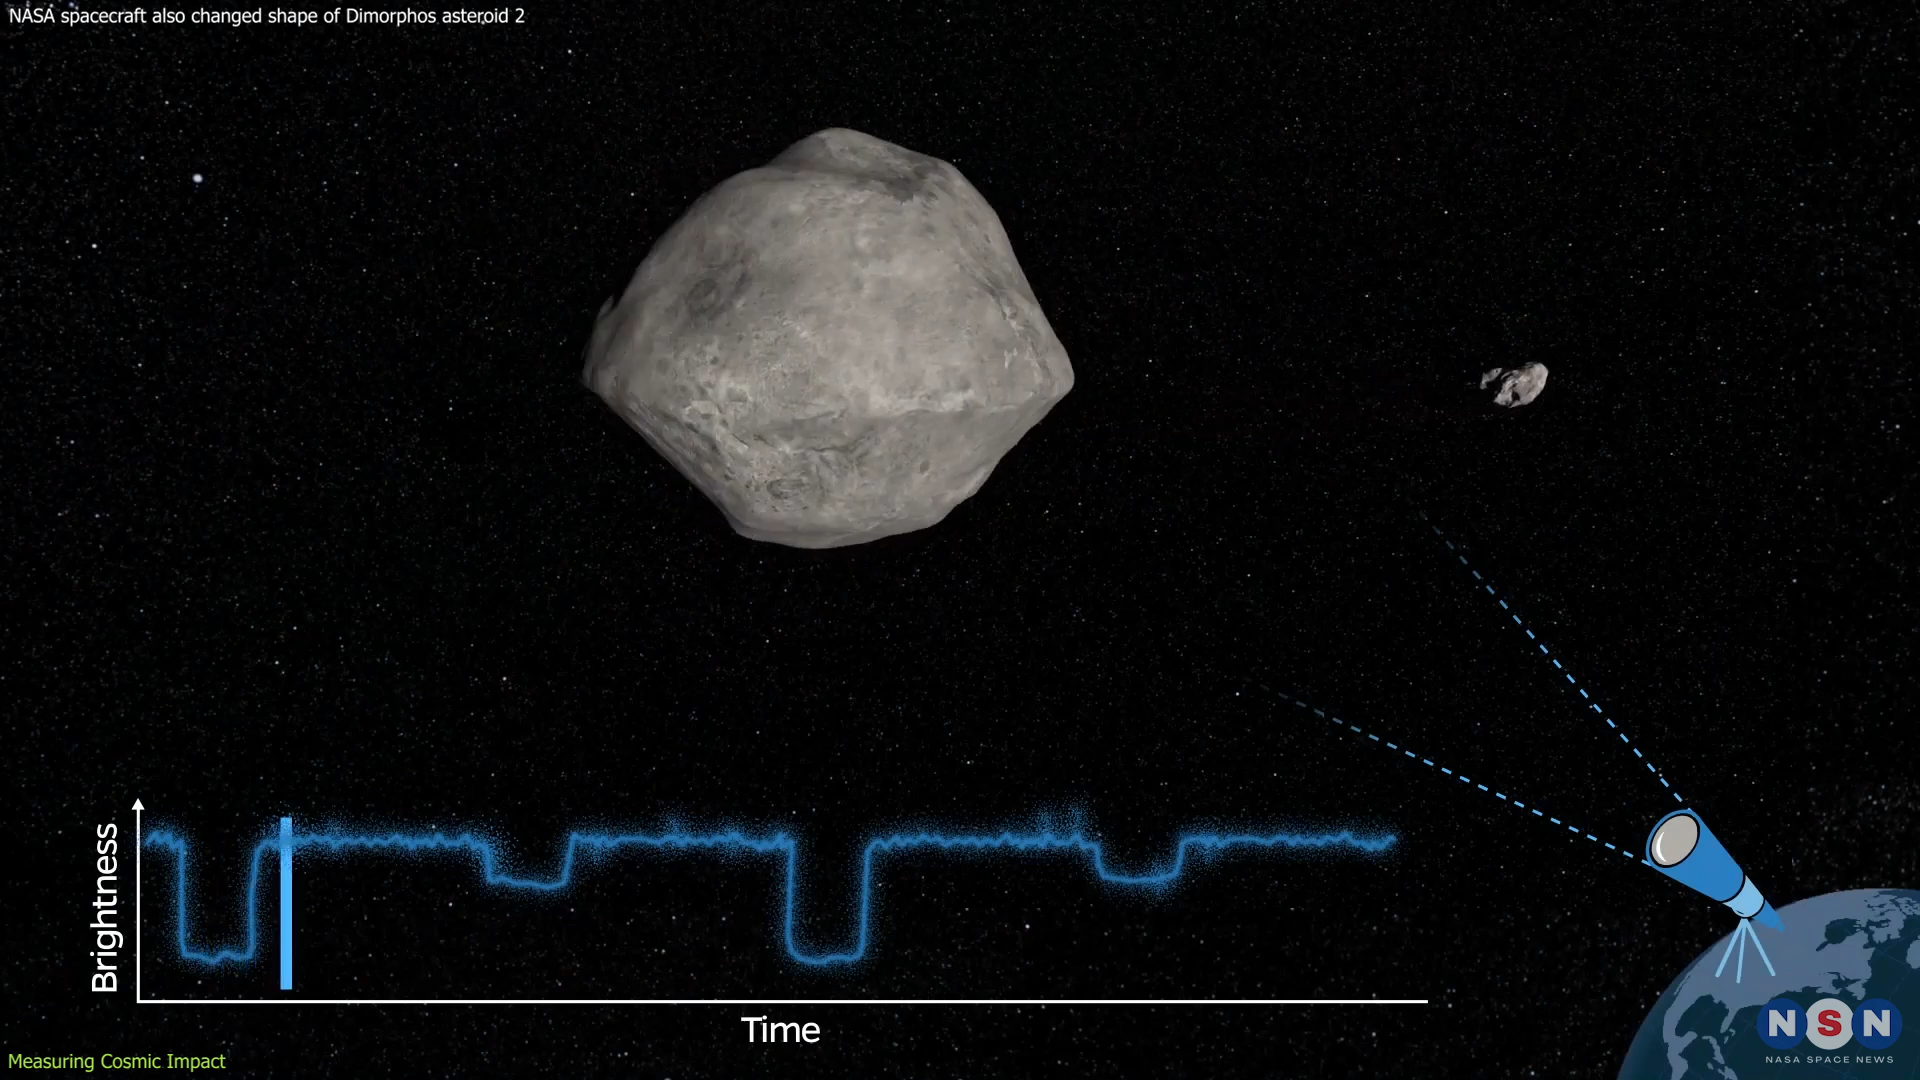 NASA spacecraft also changed shape of Dimorphos asteroid 2
Brightness
Time
Measuring Cosmic Impact
NSN
NASA SPACE NEWS